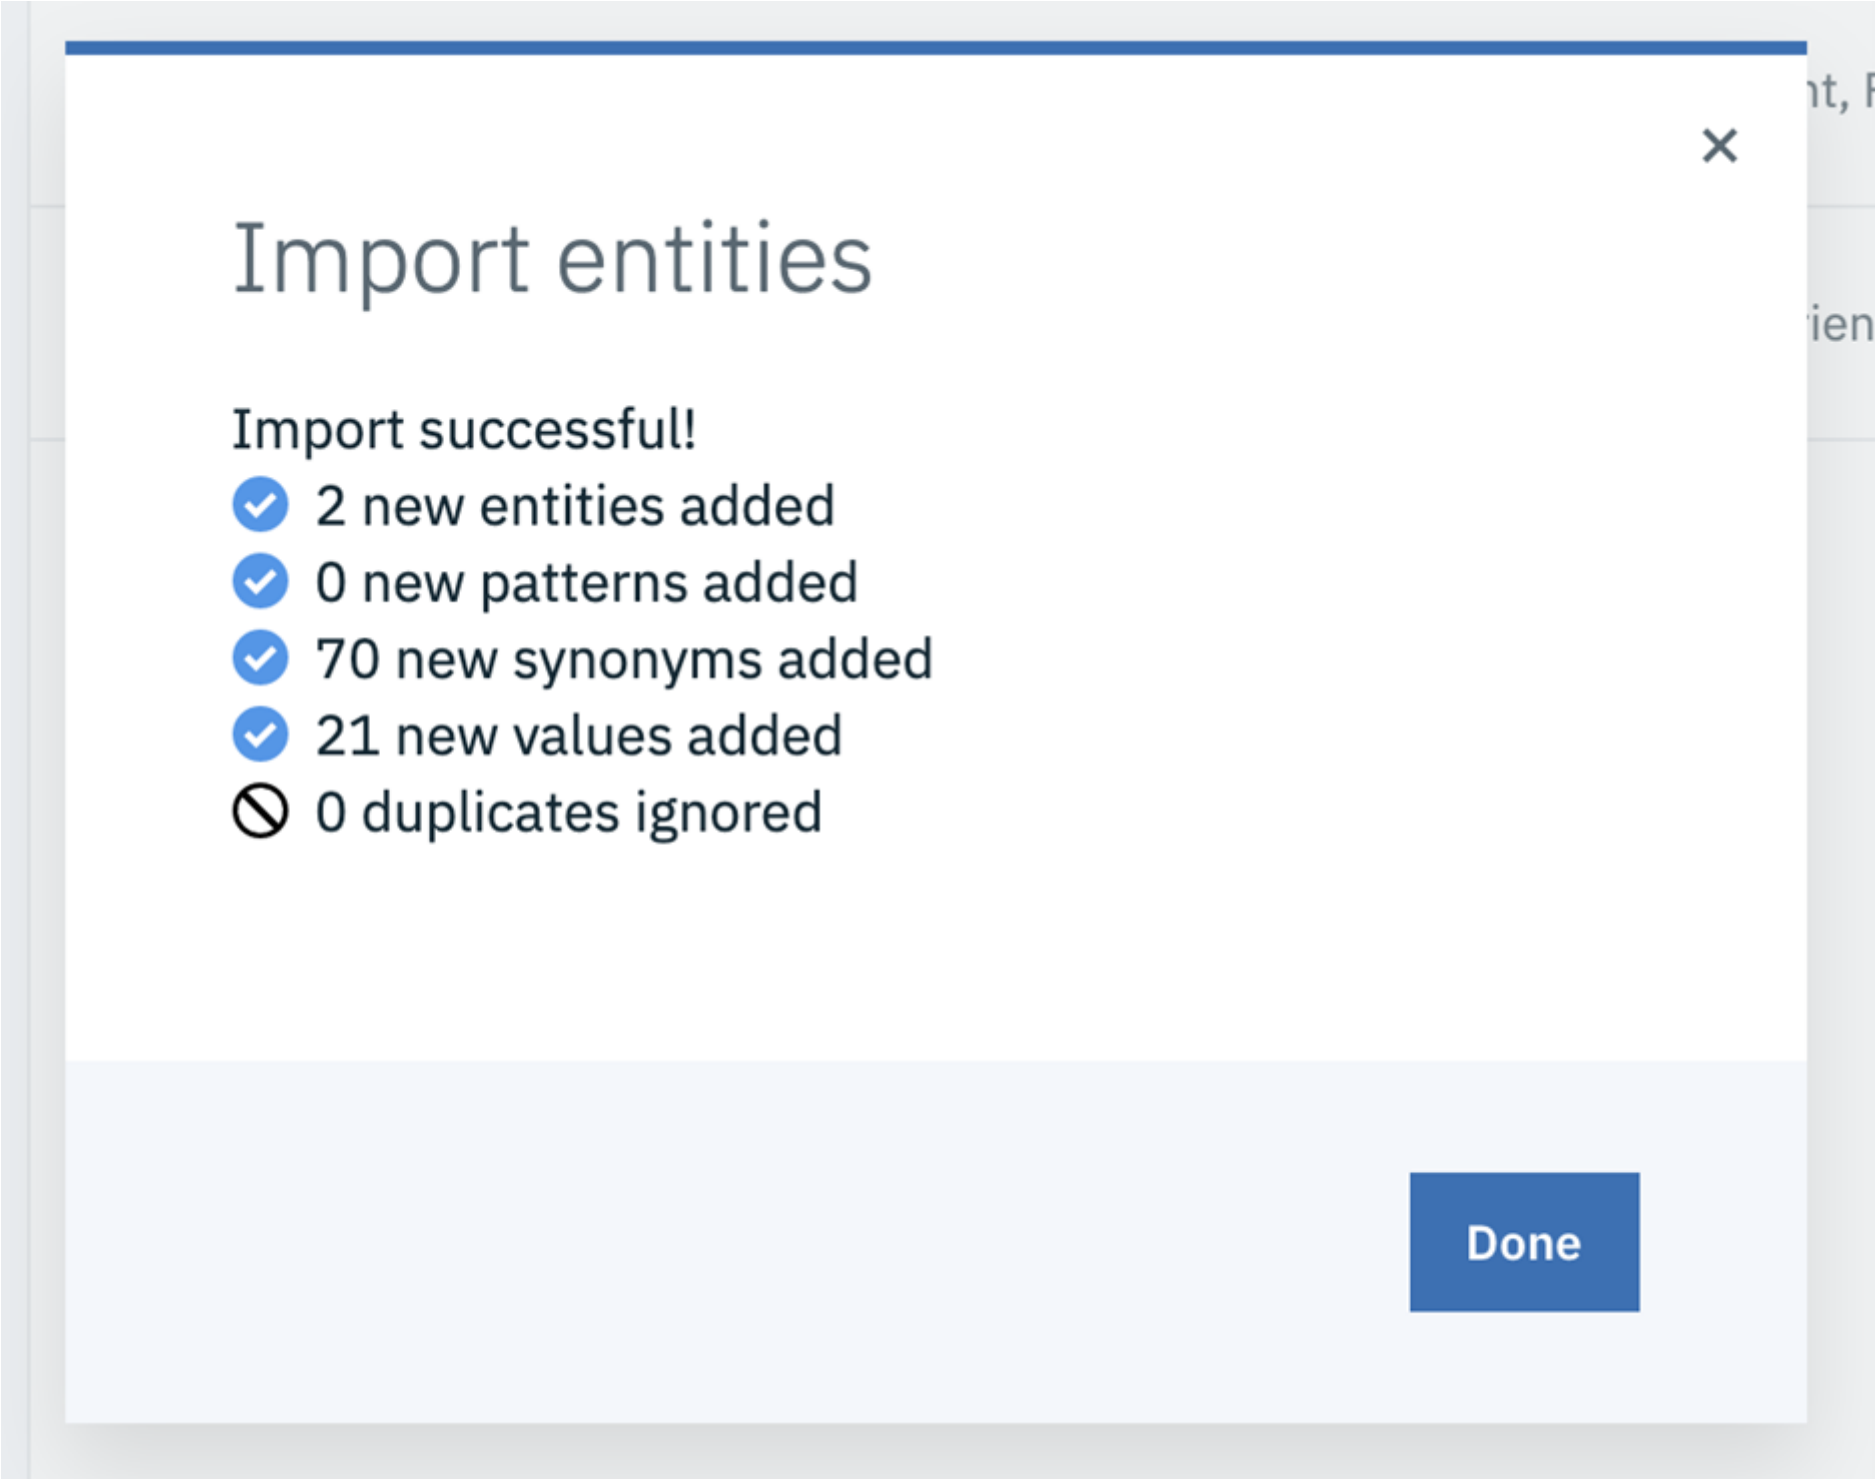 Import entities
Import successful!
2 new entities added
0 new patterns added
70 new synonyms added
21 new values added
0 duplicates ignored
Done